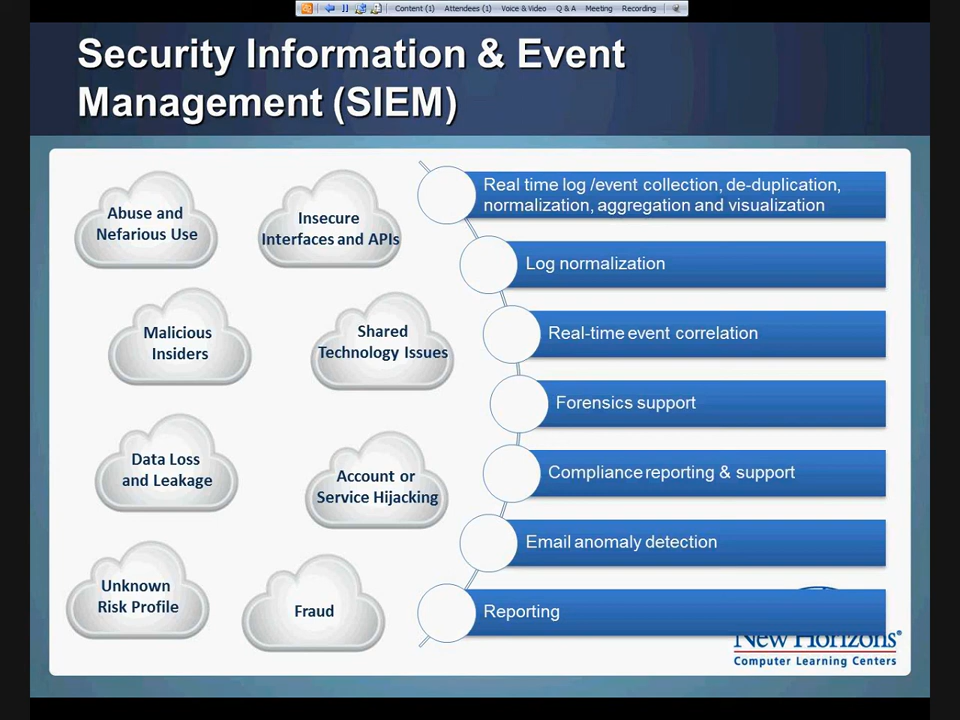 Content (1) Attendees (1) Voice & Video Q & A Meeting Recording
Security Information & Event
Management (SIEM)
Abuse and
Nefarious Use
Insecure
Interfaces and APIs
Malicious
Insiders
Shared
Technology Issues
Data Loss
and Leakage
Account or
Service Hijacking
Unknown
Risk Profile
Fraud
Real time log /event collection, de-duplication,
normalization, aggregation and visualization
Log normalization
Real-time event correlation
Forensics support
Compliance reporting & support
Email anomaly detection
Reporting
New Horizons®
Computer Learning Centers